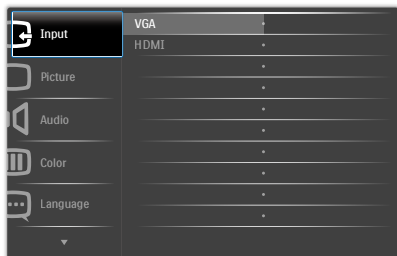 Input
VGA
HDMI
Picture
Audio
Color
Language